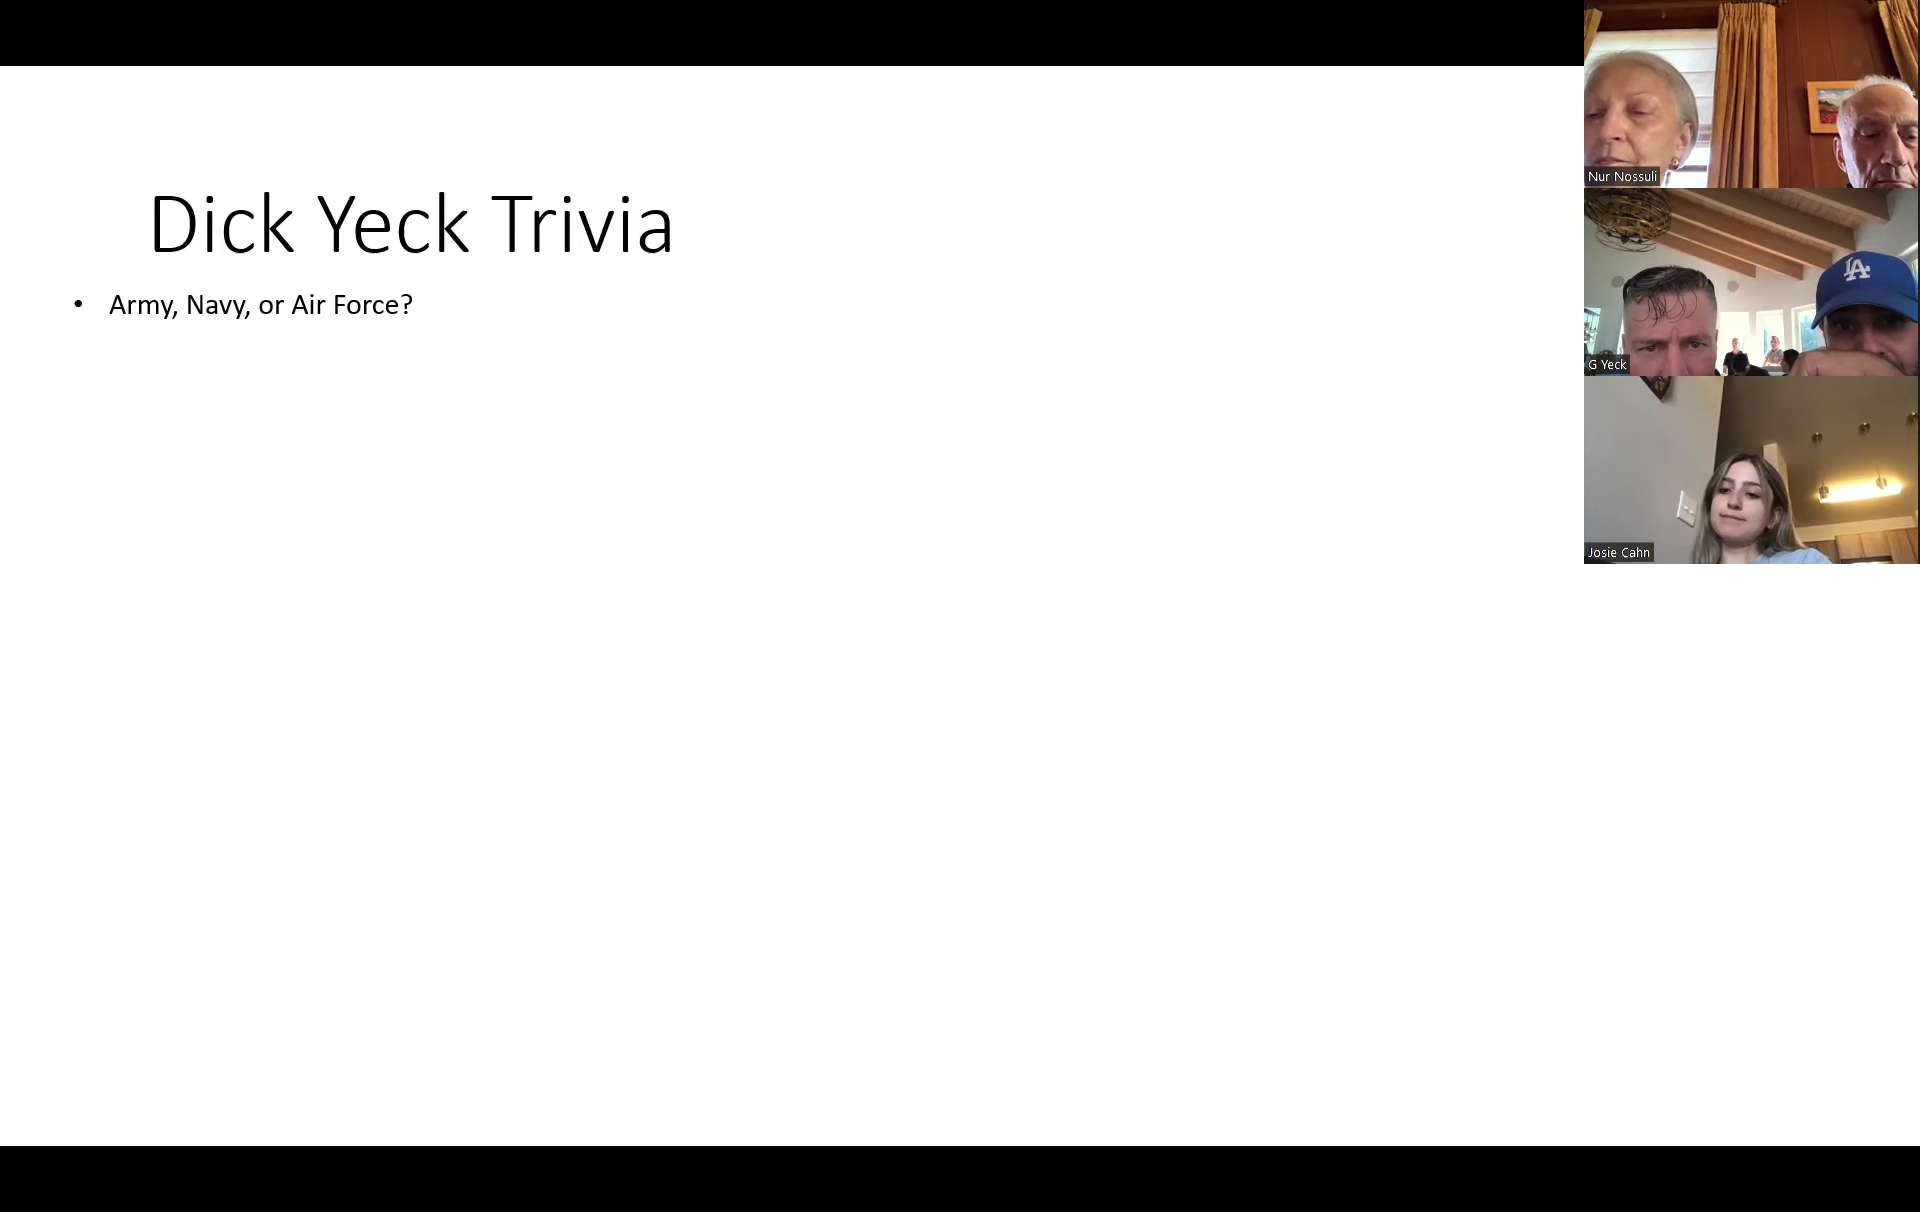 Dick Yeck Trivia
• Army, Navy, or Air Force?
Nur Nossuli
LA
G Yeck
Josie Cahn